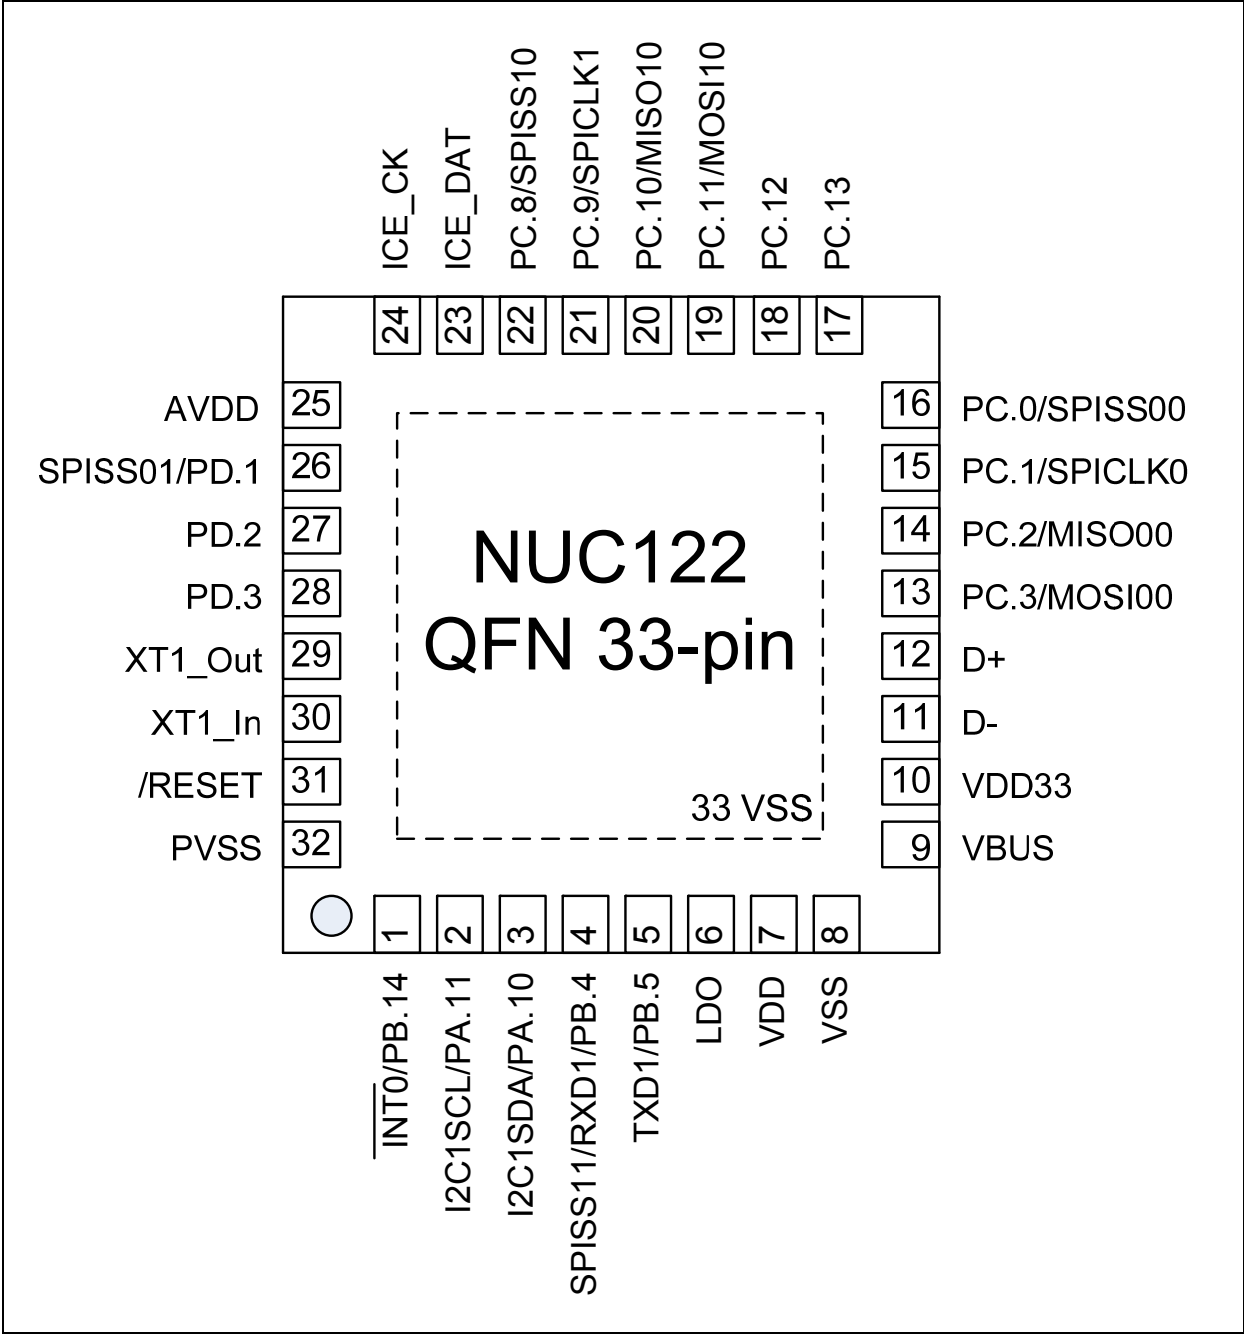 ICE_CK
ICE_DAT
PC.8/SPISS10
PC.9/SPICLK1
PC.10/MISO10
PC.11/MOSI10
PC.12
PC.13
24
23
22
21
20
19
18
17
AVDD 25
SPISS01/PD.1 26
PD.2 27
PD.3 28
XT1_Out 29
XT1_In 30
/RESET 31
PVSS 32
NUC122
QFN 33-pin
33 VSS
16 PC.0/SPISS00
15 PC.1/SPICLK0
14 PC.2/MISO00
13 PC.3/MOSI00
12 D+
11 D-
10 VDD33
9 VBUS
1
2
3
4
5
6
7
8
INT0/PB.14
I2C1SCL/PA.11
I2C1SDA/PA.10
SPISS11/RXD1/PB.4
TXD1/PB.5
LDO
VDD
VSS